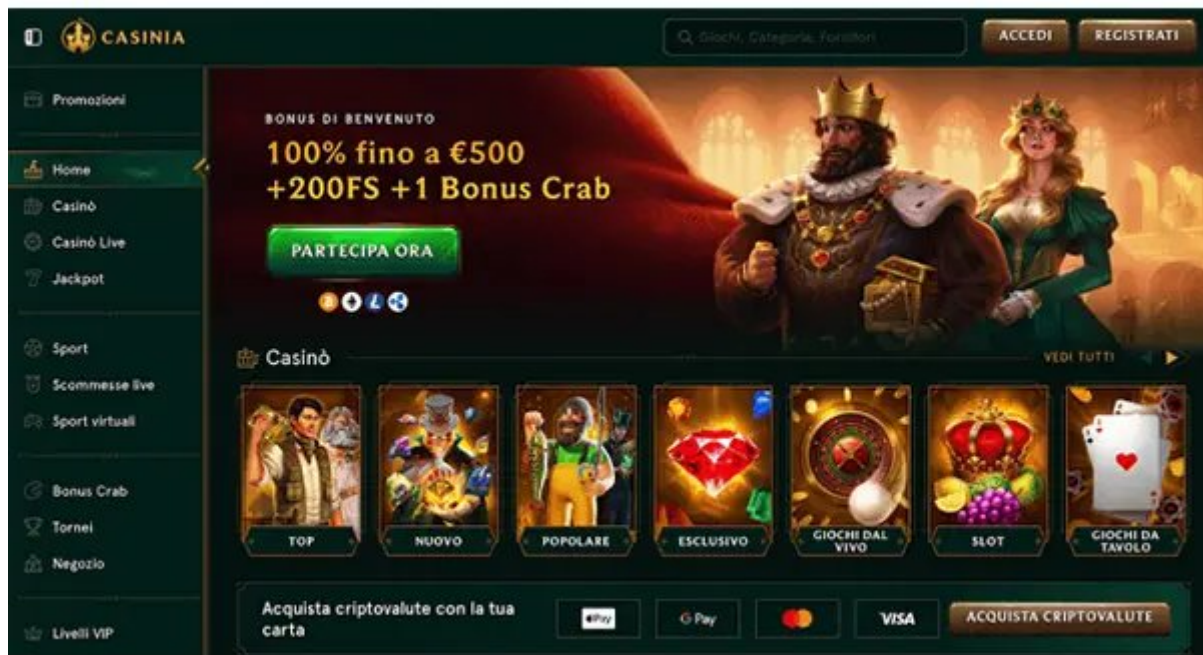 CASINIA
Giochi, Categoria, Fornitori
ACCEDI
REGISTRATI
Promozioni
Home
Casinò
Casinò Live
Jackpot
Sport
Scommesse live
Sport virtuali
Bonus Crab
Tornei
Negozio
Livelli VIP
BONUS DI BENVENUTO
100% fino a €500
+200FS +1 Bonus Crab
PARTECIPA ORA
Casinò
VEDI TUTTI
TOP
NUOVO
POPOLARE
ESCLUSIVO
GIOCHI DAL
VIVO
SLOT
GIOCHI DA
TAVOLO
Acquista criptovalute con la tua
carta
Pay
G Pay
VISA
ACQUISTA CRIPTOVALUTE